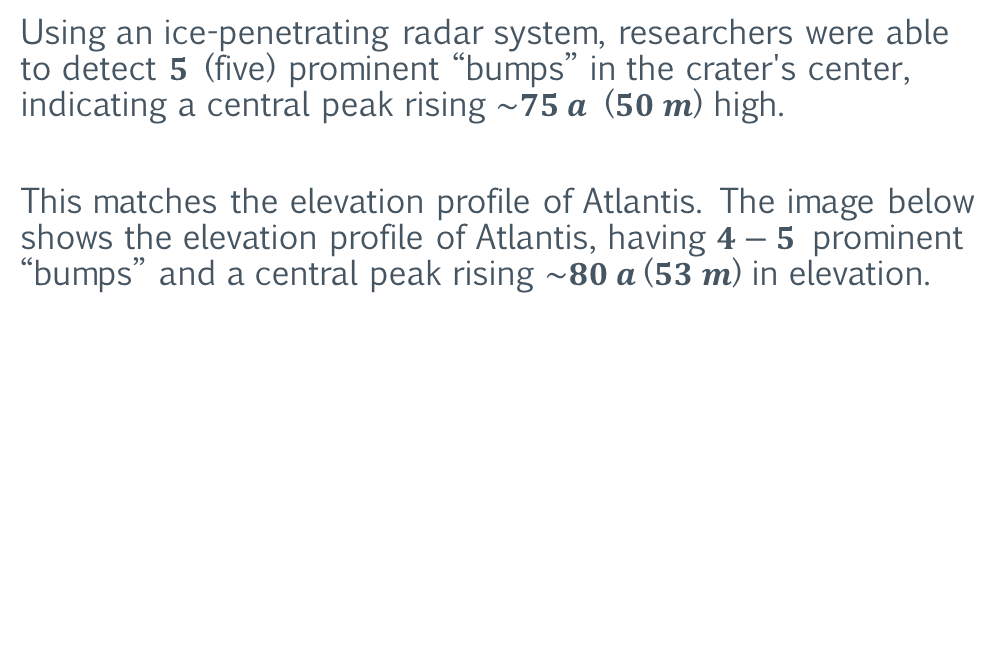 Using an ice-penetrating radar system, researchers were able
to detect 5 (five) prominent “bumps” in the crater's center,
indicating a central peak rising ~75 a (50 m) high.
This matches the elevation profile of Atlantis. The image below
shows the elevation profile of Atlantis, having 4 – 5 prominent
“bumps” and a central peak rising ~80 a (53 m) in elevation.